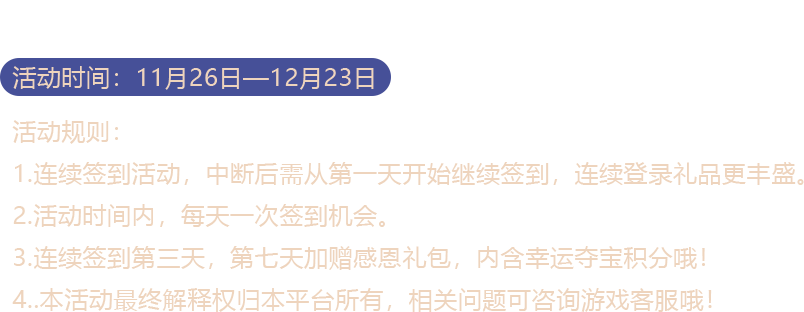 活动时间：11月26日—12月23日
活动规则：
1.连续签到活动，中断后需从第一天开始继续签到，连续登录礼品更丰盛。
2.活动时间内，每天一次签到机会。
3.连续签到第三天，第七天加赠感恩礼包，内含幸运夺宝积分哦！
4..本活动最终解释权归本平台所有，相关问题可咨询游戏客服哦！